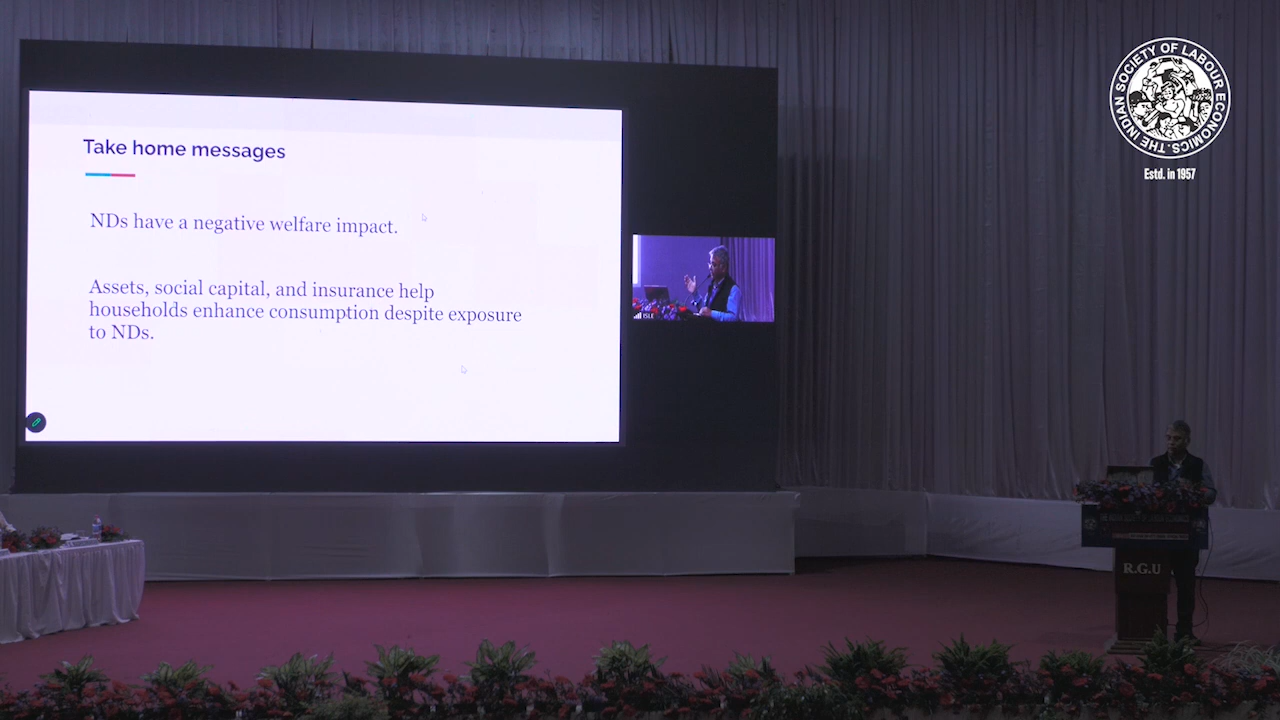 Take home messages
NDs have a negative welfare impact.
Assets, social capital, and insurance help
households enhance consumption despite exposure
to NDs.
ISLE
THE INDIAN SOCIETY OF LABOUR ECONOMICS.
Estd. in 1957
R.G.U